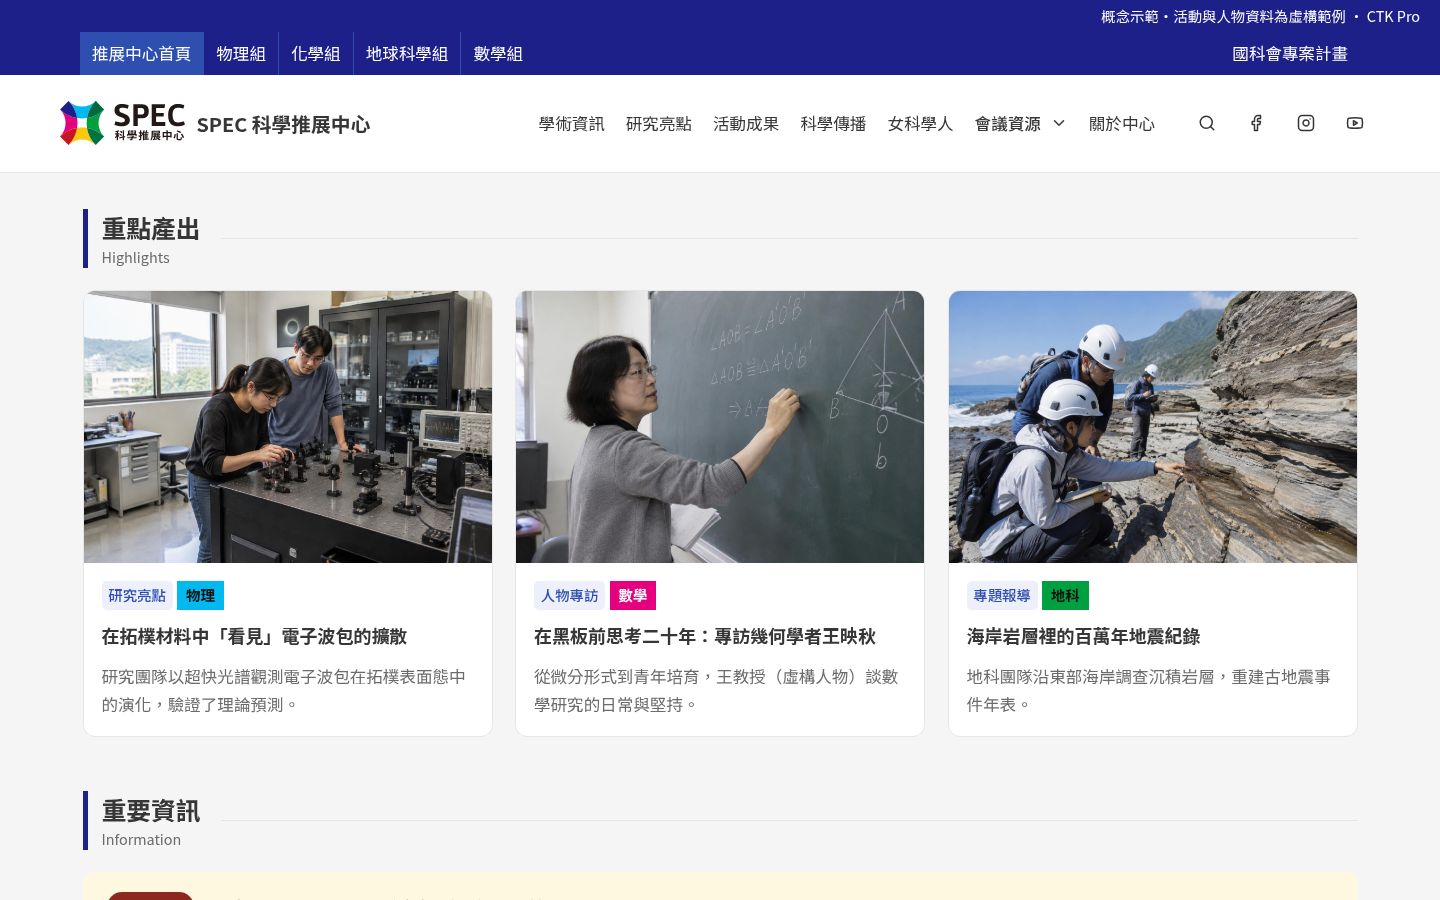 概念示範・活動與人物資料為虛構範例 · CTK Pro
推展中心首頁 物理組 化學組 地球科學組 數學組 國科會專案計畫
SPEC
科學推展中心
SPEC 科學推展中心
學術資訊 研究亮點 活動成果 科學傳播 女科學人 會議資源 關於中心
重點產出
Highlights
∠AOB=∠A'O'B'
△AOB≅△A'O'B'
A
B
O
b
研究亮點 物理
在拓樸材料中「看見」電子波包的擴散
研究團隊以超快光譜觀測電子波包在拓樸表面態中
的演化，驗證了理論預測。
人物專訪 數學
在黑板前思考二十年：專訪幾何學者王映秋
從微分形式到青年培育，王教授（虛構人物）談數
學研究的日常與堅持。
專題報導 地科
海岸岩層裡的百萬年地震紀錄
地科團隊沿東部海岸調查沉積岩層，重建古地震事
件年表。
重要資訊
Information